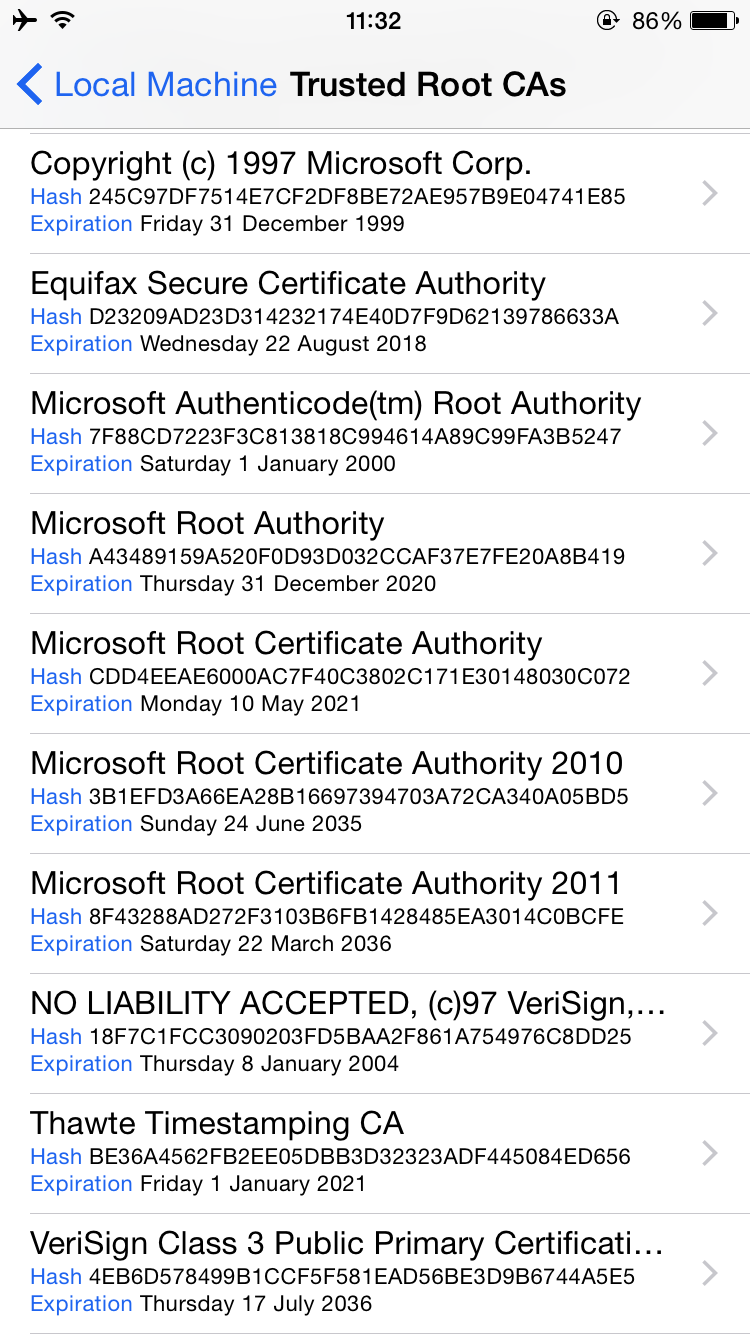 11:32 86%
Local Machine Trusted Root CAs
Copyright (c) 1997 Microsoft Corp.
Hash 245C97DF7514E7CF2DF8BE72AE957B9E04741E85
Expiration Friday 31 December 1999
Equifax Secure Certificate Authority
Hash D23209AD23D314232174E40D7F9D62139786633A
Expiration Wednesday 22 August 2018
Microsoft Authenticode(tm) Root Authority
Hash 7F88CD7223F3C813818C994614A89C99FA3B5247
Expiration Saturday 1 January 2000
Microsoft Root Authority
Hash A43489159A520F0D93D032CCAF37E7FE20A8B419
Expiration Thursday 31 December 2020
Microsoft Root Certificate Authority
Hash CDD4EEAE6000AC7F40C3802C171E30148030C072
Expiration Monday 10 May 2021
Microsoft Root Certificate Authority 2010
Hash 3B1EFD3A66EA28B16697394703A72CA340A05BD5
Expiration Sunday 24 June 2035
Microsoft Root Certificate Authority 2011
Hash 8F43288AD272F3103B6FB1428485EA3014C0BCFE
Expiration Saturday 22 March 2036
NO LIABILITY ACCEPTED, (c)97 VeriSign,...
Hash 18F7C1FCC3090203FD5BAA2F861A754976C8DD25
Expiration Thursday 8 January 2004
Thawte Timestamping CA
Hash BE36A4562FB2EE05DBB3D32323ADF445084ED656
Expiration Friday 1 January 2021
VeriSign Class 3 Public Primary Certificati...
Hash 4EB6D578499B1CCF5F581EAD56BE3D9B6744A5E5
Expiration Thursday 17 July 2036